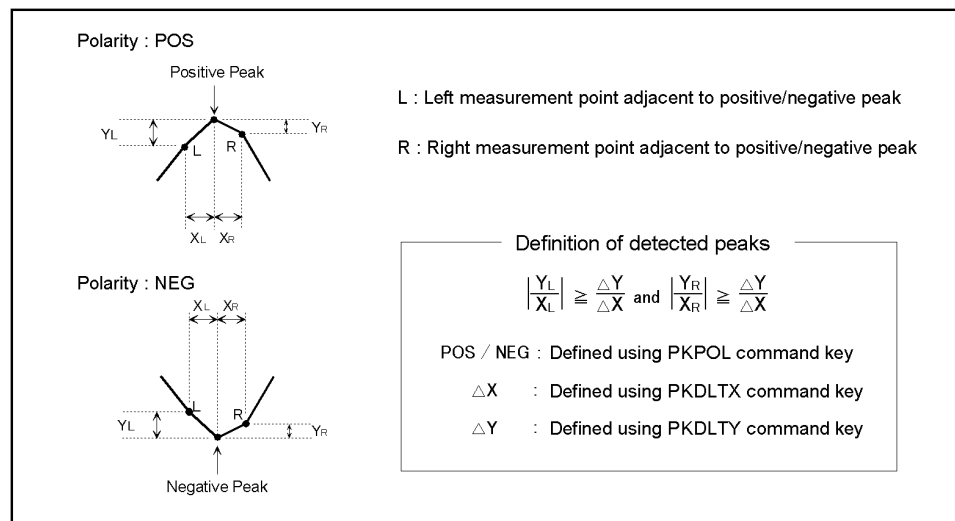 Polarity : POS
Positive Peak
YL
L
R
YR
XL XR
L : Left measurement point adjacent to positive/negative peak
R : Right measurement point adjacent to positive/negative peak
Polarity : NEG
XL XR
L
R
YL
YR
Negative Peak
Definition of detected peaks
|YL/XL| ≧ △Y/△X and |YR/XR| ≧ △Y/△X
POS / NEG : Defined using PKPOL command key
△X : Defined using PKDLTX command key
△Y : Defined using PKDLTY command key